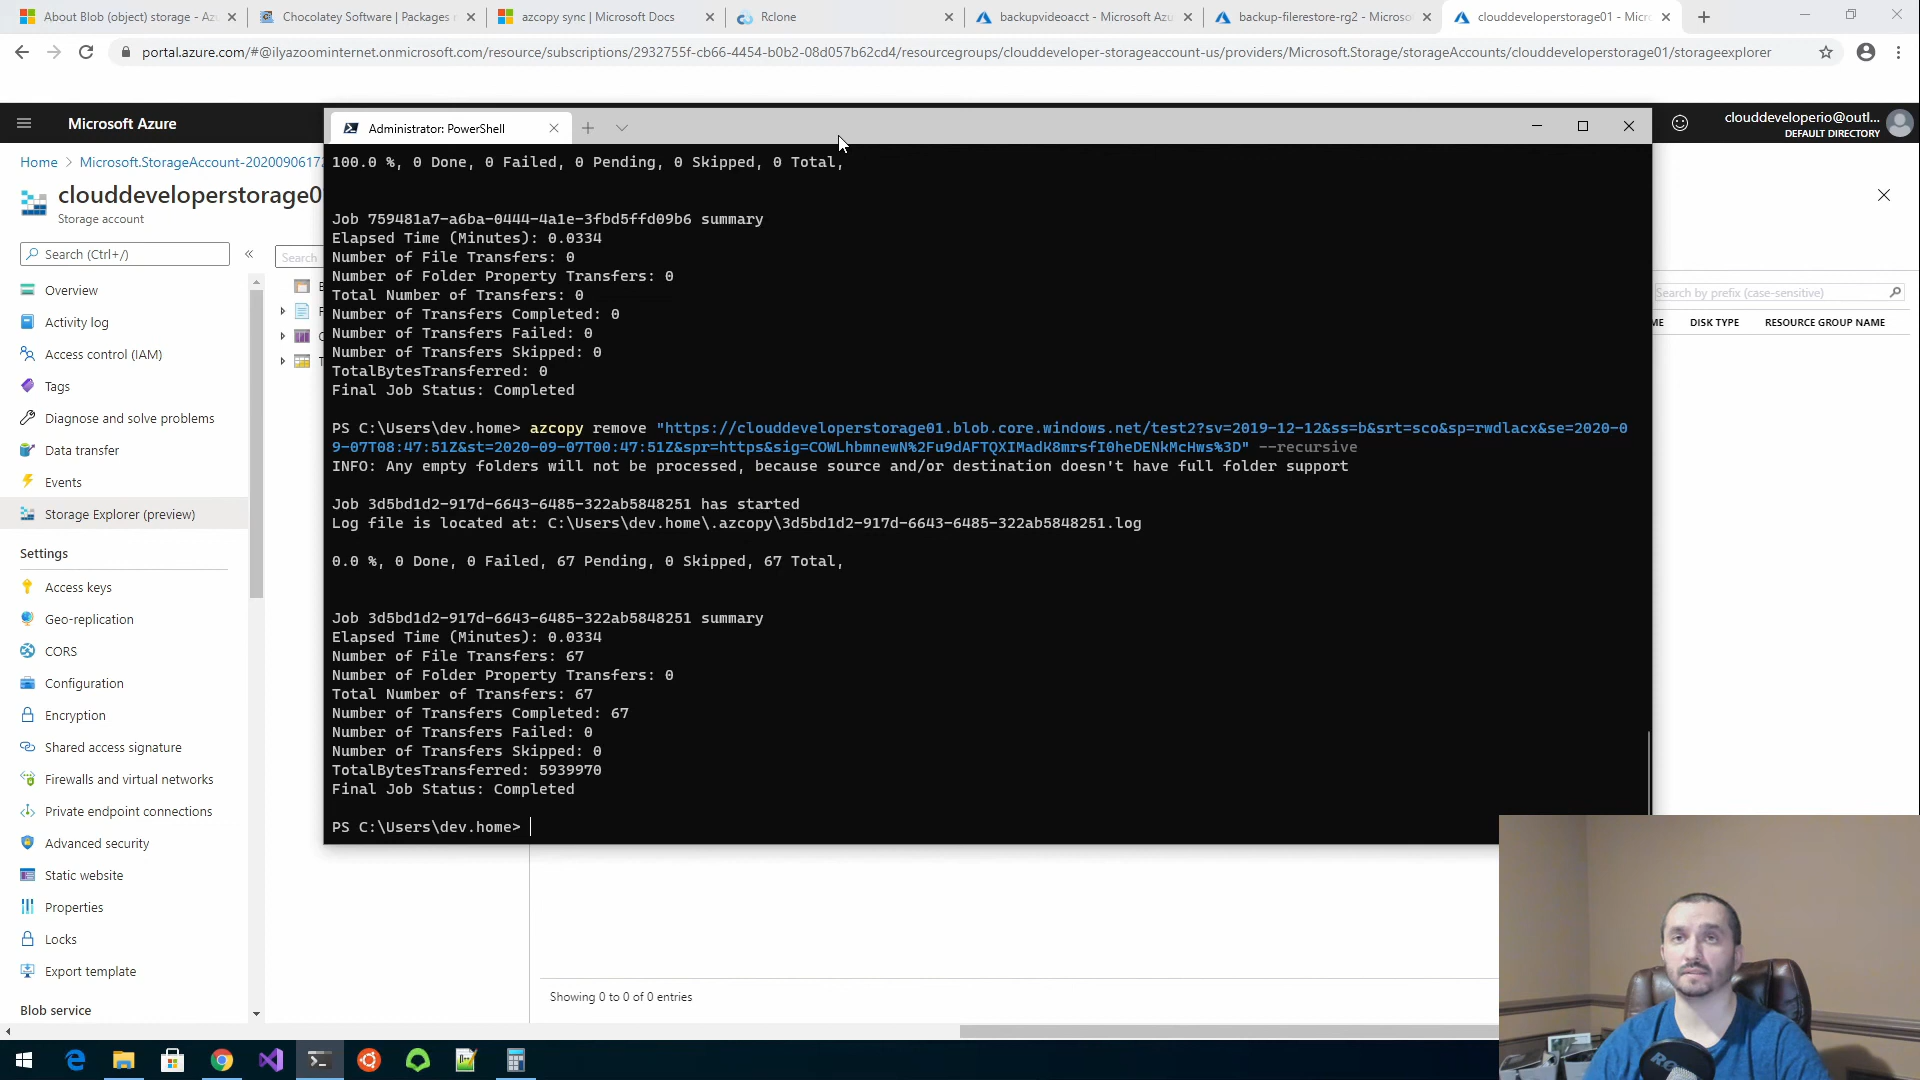 About Blob (object) storage - Az
Chocolatey Software | Packages
azcopy sync | Microsoft Docs
Rclone
backupvideoacct - Microsoft Azu
backup-filerestore-rg2 - Microso
clouddeveloperstorage01 - Micr
portal.azure.com/#@ilyazoominternet.onmicrosoft.com/resource/subscriptions/2932755f-cb66-4454-b0b2-08d057b62cd4/resourcegroups/clouddeveloper-storageaccount-us/providers/Microsoft.Storage/storageAccounts/clouddeveloperstorage01/storageexplorer
Microsoft Azure
clouddeveloperio@outl...
DEFAULT DIRECTORY
Home > Microsoft.StorageAccount-2020090617
clouddeveloperstorage0
Storage account
Search (Ctrl+/)
«
Search
Overview
Activity log
Access control (IAM)
Tags
Diagnose and solve problems
Data transfer
Events
Storage Explorer (preview)
Settings
Access keys
Geo-replication
CORS
Configuration
Encryption
Shared access signature
Firewalls and virtual networks
Private endpoint connections
Advanced security
Static website
Properties
Locks
Export template
Blob service
Administrator: PowerShell
100.0 %, 0 Done, 0 Failed, 0 Pending, 0 Skipped, 0 Total,
Job 759481a7-a6ba-0444-4a1e-3fbd5ffd09b6 summary
Elapsed Time (Minutes): 0.0334
Number of File Transfers: 0
Number of Folder Property Transfers: 0
Total Number of Transfers: 0
Number of Transfers Completed: 0
Number of Transfers Failed: 0
Number of Transfers Skipped: 0
TotalBytesTransferred: 0
Final Job Status: Completed
PS C:\Users\dev.home> azcopy remove "https://clouddeveloperstorage01.blob.core.windows.net/test2?sv=2019-12-12&ss=b&srt=sco&sp=rwdlacx&se=2020-0
9-07T08:47:51Z&st=2020-09-07T00:47:51Z&spr=https&sig=COWLhbmnewN%2Fu9dAFTQXIMadK8mrsfI0heDENkMcHws%3D" --recursive
INFO: Any empty folders will not be processed, because source and/or destination doesn't have full folder support
Job 3d5bd1d2-917d-6643-6485-322ab5848251 has started
Log file is located at: C:\Users\dev.home\.azcopy\3d5bd1d2-917d-6643-6485-322ab5848251.log
0.0 %, 0 Done, 0 Failed, 67 Pending, 0 Skipped, 67 Total,
Job 3d5bd1d2-917d-6643-6485-322ab5848251 summary
Elapsed Time (Minutes): 0.0334
Number of File Transfers: 67
Number of Folder Property Transfers: 0
Total Number of Transfers: 67
Number of Transfers Completed: 67
Number of Transfers Failed: 0
Number of Transfers Skipped: 0
TotalBytesTransferred: 5939970
Final Job Status: Completed
PS C:\Users\dev.home>
Search by prefix (case-sensitive)
ME
DISK TYPE
RESOURCE GROUP NAME
Showing 0 to 0 of 0 entries